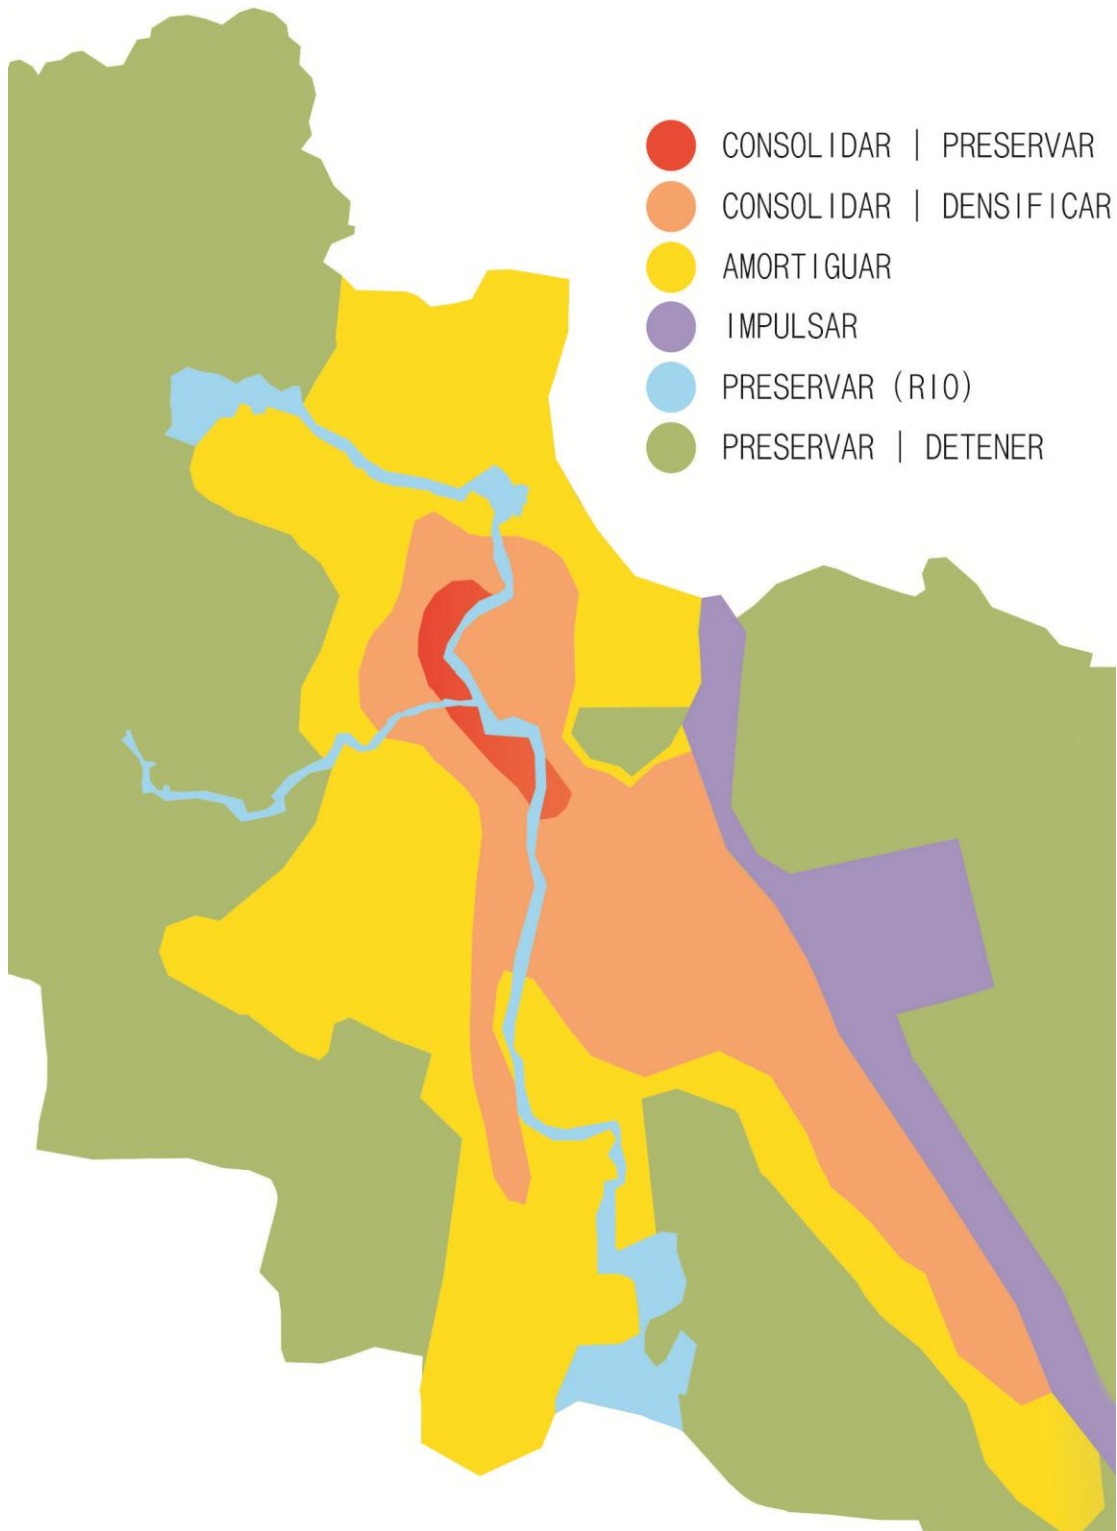 CONSOLIDAR | PRESERVAR
CONSOLIDAR | DENSIFICAR
AMORTIGUAR
IMPULSAR
PRESERVAR (RIO)
PRESERVAR | DETENER